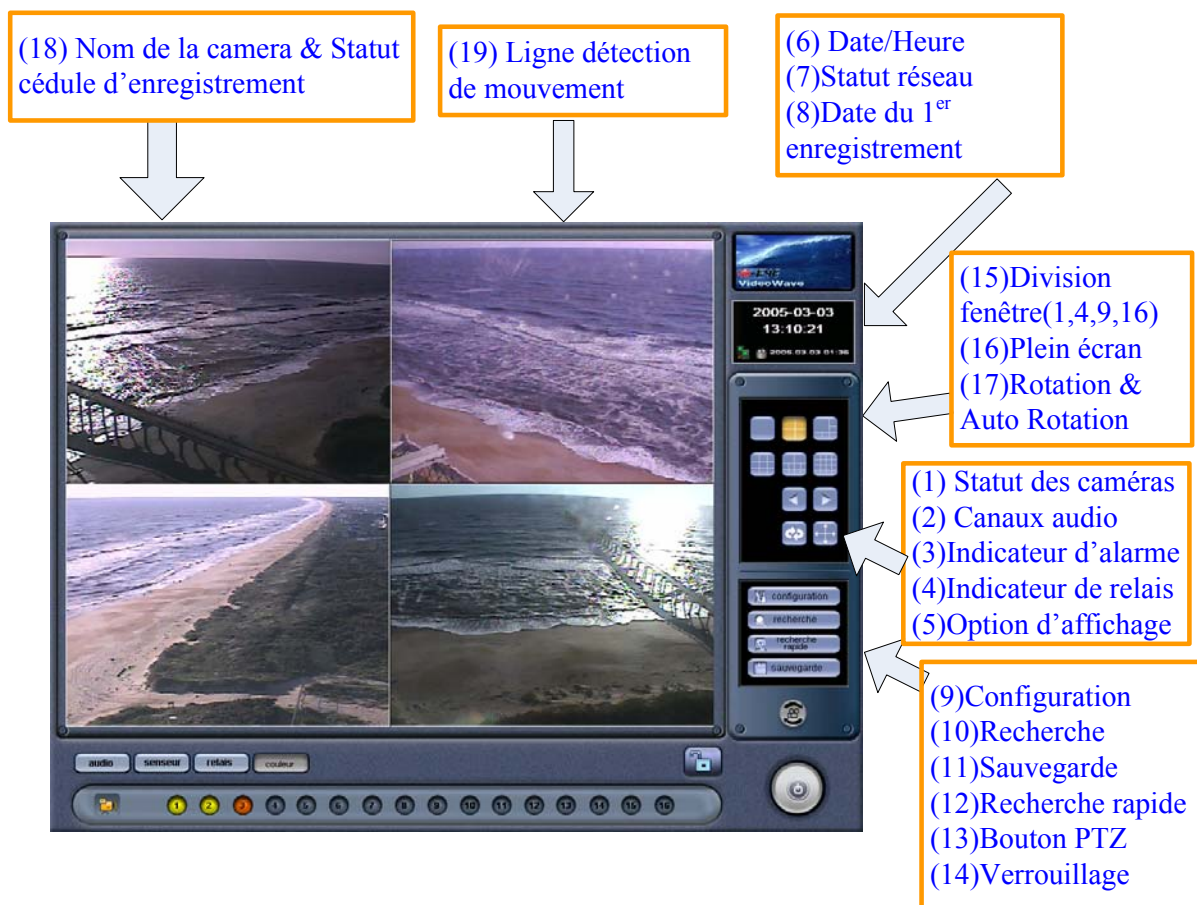 (18) Nom de la camera & Statut
cédule d’enregistrement
(19) Ligne détection
de mouvement
(6) Date/Heure
(7)Statut réseau
(8)Date du 1er
enregistrement
VideoWave
2005-03-03
13:10:21
2005.03.03 01:36
(15)Division
fenêtre(1,4,9,16)
(16)Plein écran
(17)Rotation &
Auto Rotation
(1) Statut des caméras
(2) Canaux audio
(3)Indicateur d’alarme
(4)Indicateur de relais
(5)Option d’affichage
configuration
recherche
recherche
rapide
sauvegarde
(9)Configuration
(10)Recherche
(11)Sauvegarde
(12)Recherche rapide
(13)Bouton PTZ
(14)Verrouillage
audio senseur relais couleur
1 2 3 4 5 6 7 8 9 10 11 12 13 14 15 16